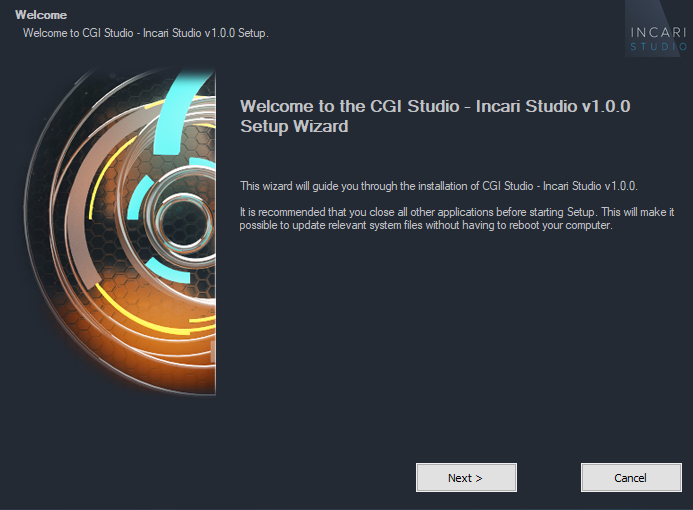 Welcome
Welcome to CGI Studio - Incari Studio v1.0.0 Setup.
INCARI
STUDIO
Welcome to the CGI Studio - Incari Studio v1.0.0
Setup Wizard
This wizard will guide you through the installation of CGI Studio - Incari Studio v1.0.0.
It is recommended that you close all other applications before starting Setup. This will make it
possible to update relevant system files without having to reboot your computer.
Next >
Cancel